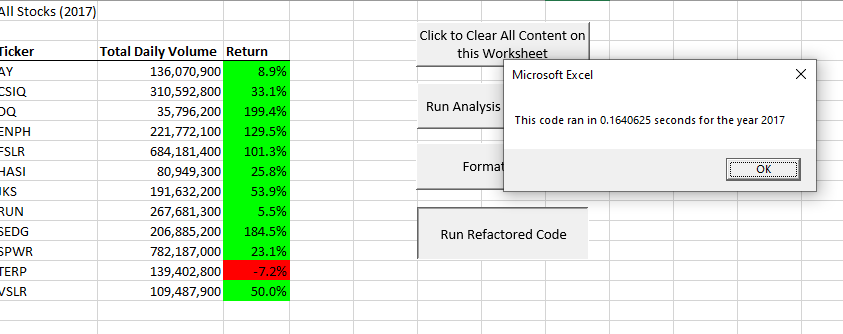 All Stocks (2017)
Ticker Total Daily Volume Return
AY 136,070,900 8.9%
CSIQ 310,592,800 33.1%
DQ 35,796,200 199.4%
ENPH 221,772,100 129.5%
FSLR 684,181,400 101.3%
HASI 80,949,300 25.8%
JKS 191,632,200 53.9%
RUN 267,681,300 5.5%
SEDG 206,885,200 184.5%
SPWR 782,187,000 23.1%
TERP 139,402,800 -7.2%
VSLR 109,487,900 50.0%
Click to Clear All Content on
this Worksheet
Run Analysis
Format
Run Refactored Code
Microsoft Excel
This code ran in 0.1640625 seconds for the year 2017
OK